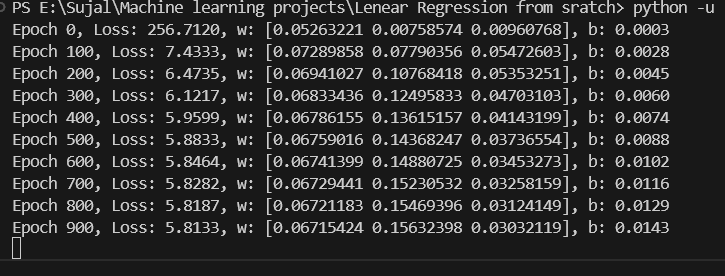 PS E:\Sujal\Machine learning projects\Lenear Regression from sratch> python -u
Epoch 0, Loss: 256.7120, w: [0.05263221 0.00758574 0.00960768], b: 0.0003
Epoch 100, Loss: 7.4333, w: [0.07289858 0.07790356 0.05472603], b: 0.0028
Epoch 200, Loss: 6.4735, w: [0.06941027 0.10768418 0.05353251], b: 0.0045
Epoch 300, Loss: 6.1217, w: [0.06833436 0.12495833 0.04703103], b: 0.0060
Epoch 400, Loss: 5.9599, w: [0.06786155 0.13615157 0.04143199], b: 0.0074
Epoch 500, Loss: 5.8833, w: [0.06759016 0.14368247 0.03736554], b: 0.0088
Epoch 600, Loss: 5.8464, w: [0.06741399 0.14880725 0.03453273], b: 0.0102
Epoch 700, Loss: 5.8282, w: [0.06729441 0.15230532 0.03258159], b: 0.0116
Epoch 800, Loss: 5.8187, w: [0.06721183 0.15469396 0.03124149], b: 0.0129
Epoch 900, Loss: 5.8133, w: [0.06715424 0.15632398 0.03032119], b: 0.0143